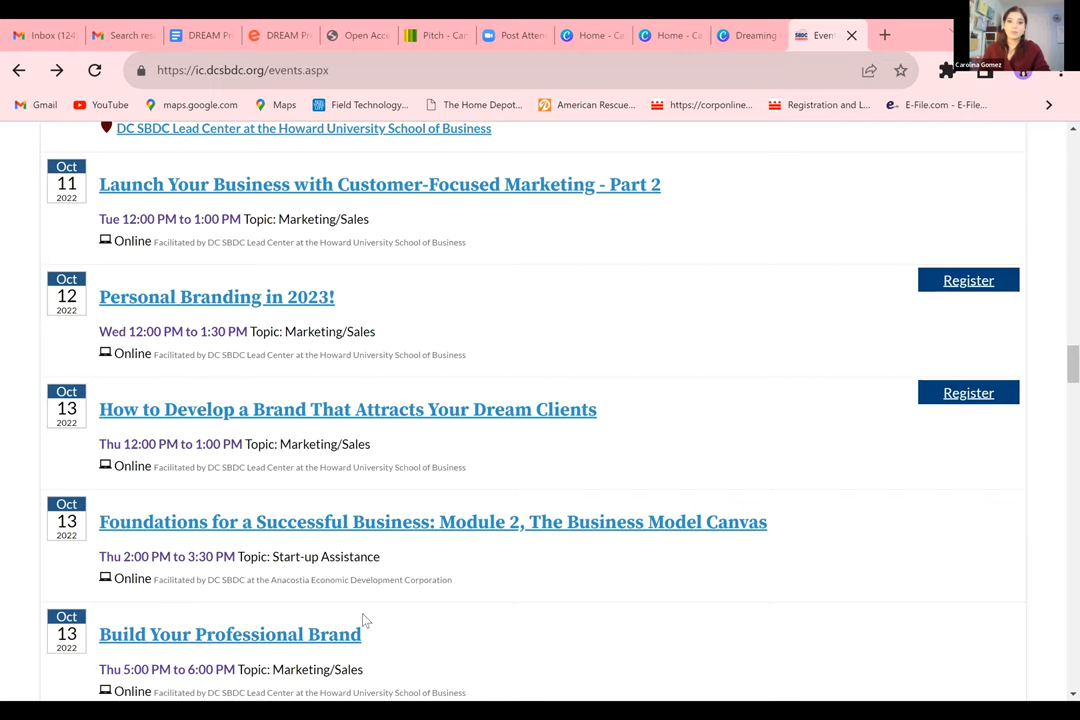 Inbox (124
Search res
DREAM Pr
DREAM Pr
Open Acce
Pitch - Can
Post Atten
Home - Ca
Home - Ca
Dreaming
Even
Carolina Gomez
https://ic.dcsbdc.org/events.aspx
Gmail
YouTube
maps.google.com
Maps
Field Technology...
The Home Depot...
American Rescue...
https://corponline...
Registration and L...
E-File.com - E-File...
DC SBDC Lead Center at the Howard University School of Business
Oct
11
2022
Launch Your Business with Customer-Focused Marketing - Part 2
Tue 12:00 PM to 1:00 PM Topic: Marketing/Sales
Online Facilitated by DC SBDC Lead Center at the Howard University School of Business
Oct
12
2022
Personal Branding in 2023!
Register
Wed 12:00 PM to 1:30 PM Topic: Marketing/Sales
Online Facilitated by DC SBDC Lead Center at the Howard University School of Business
Oct
13
2022
How to Develop a Brand That Attracts Your Dream Clients
Register
Thu 12:00 PM to 1:00 PM Topic: Marketing/Sales
Online Facilitated by DC SBDC Lead Center at the Howard University School of Business
Oct
13
2022
Foundations for a Successful Business: Module 2, The Business Model Canvas
Thu 2:00 PM to 3:30 PM Topic: Start-up Assistance
Online Facilitated by DC SBDC at the Anacostia Economic Development Corporation
Oct
13
2022
Build Your Professional Brand
Thu 5:00 PM to 6:00 PM Topic: Marketing/Sales
Online Facilitated by DC SBDC Lead Center at the Howard University School of Business